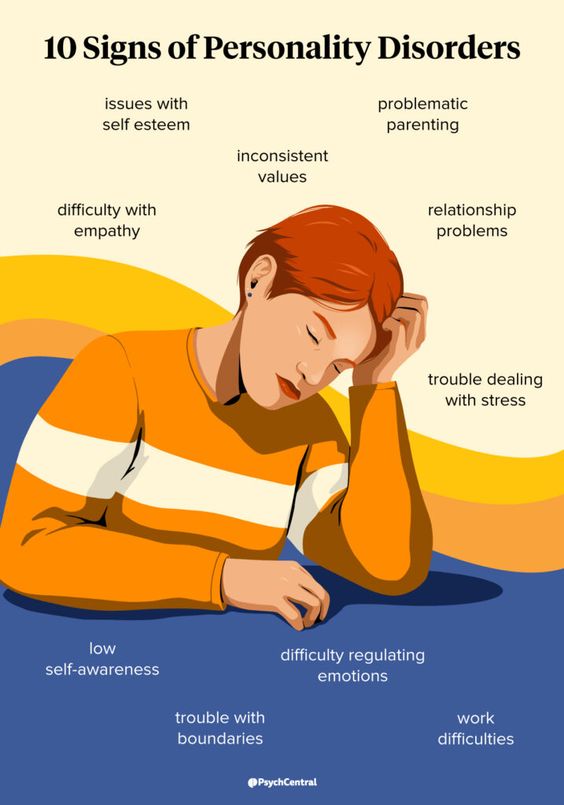 10 Signs of Personality Disorders
issues with
self esteem
problematic
parenting
inconsistent
values
difficulty with
empathy
relationship
problems
trouble dealing
with stress
low
self-awareness
difficulty regulating
emotions
trouble with
boundaries
work
difficulties
PsychCentral